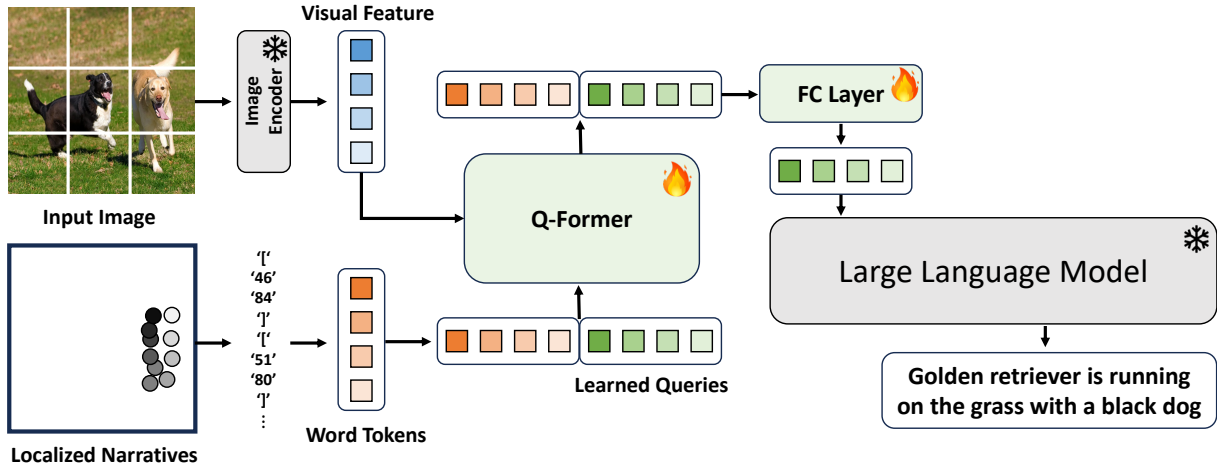 Visual Feature
Image
Encoder
Input Image
FC Layer
Q-Former
Large Language Model
'['
'46'
'84'
']'
'['
'51'
'80'
']'
⋮
Learned Queries
Word Tokens
Localized Narratives
Golden retriever is running
on the grass with a black dog